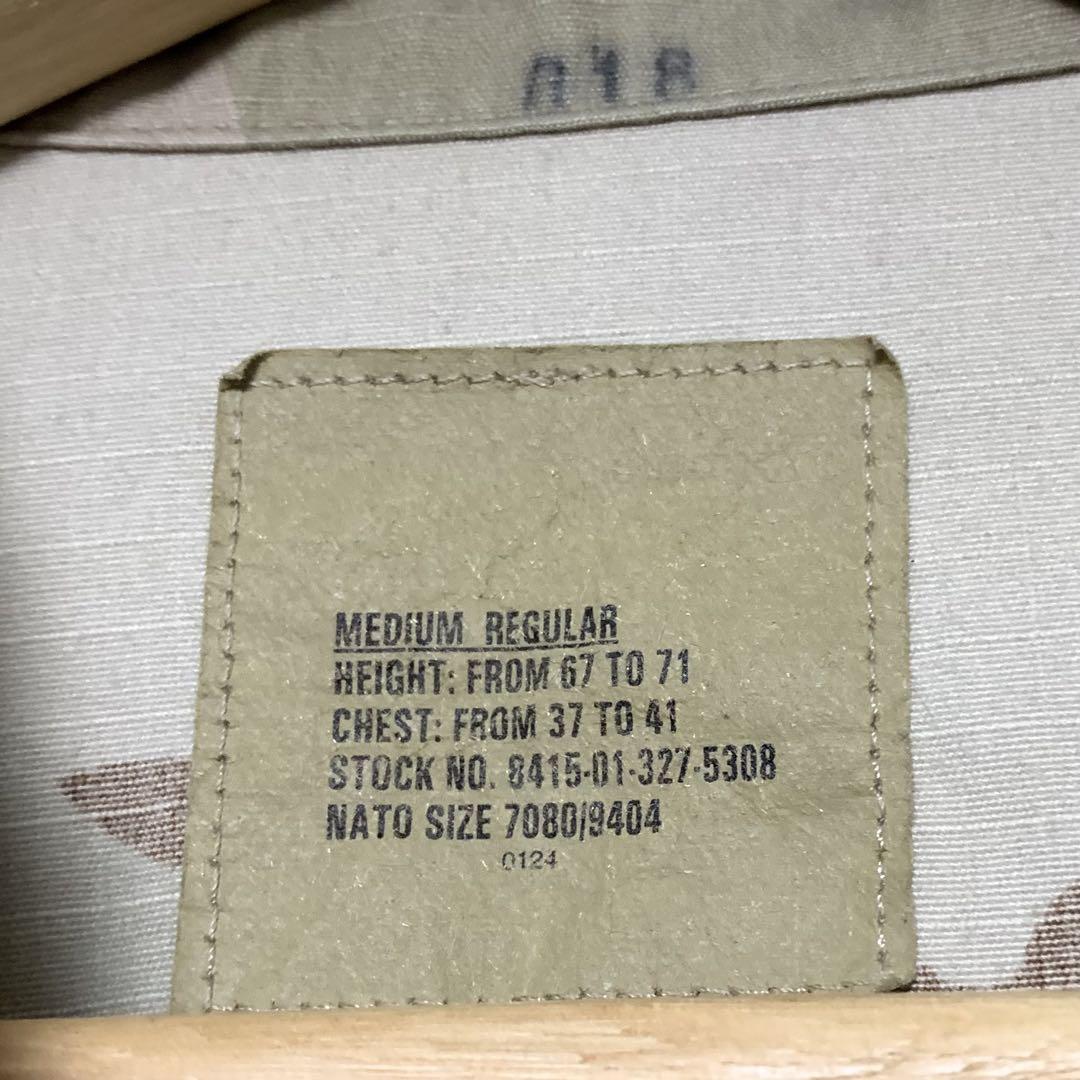 MEDIUM REGULAR
HEIGHT: FROM 67 TO 71
CHEST: FROM 37 TO 41
STOCK NO. 8415-01-327-5308
NATO SIZE 7080/9404
0124